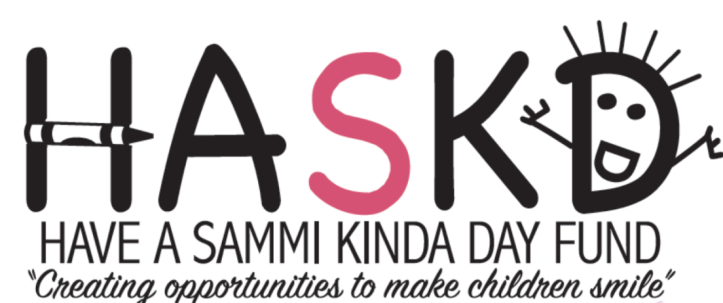 HASKD
HAVE A SAMMI KINDA DAY FUND
"Creating opportunities to make children smile"